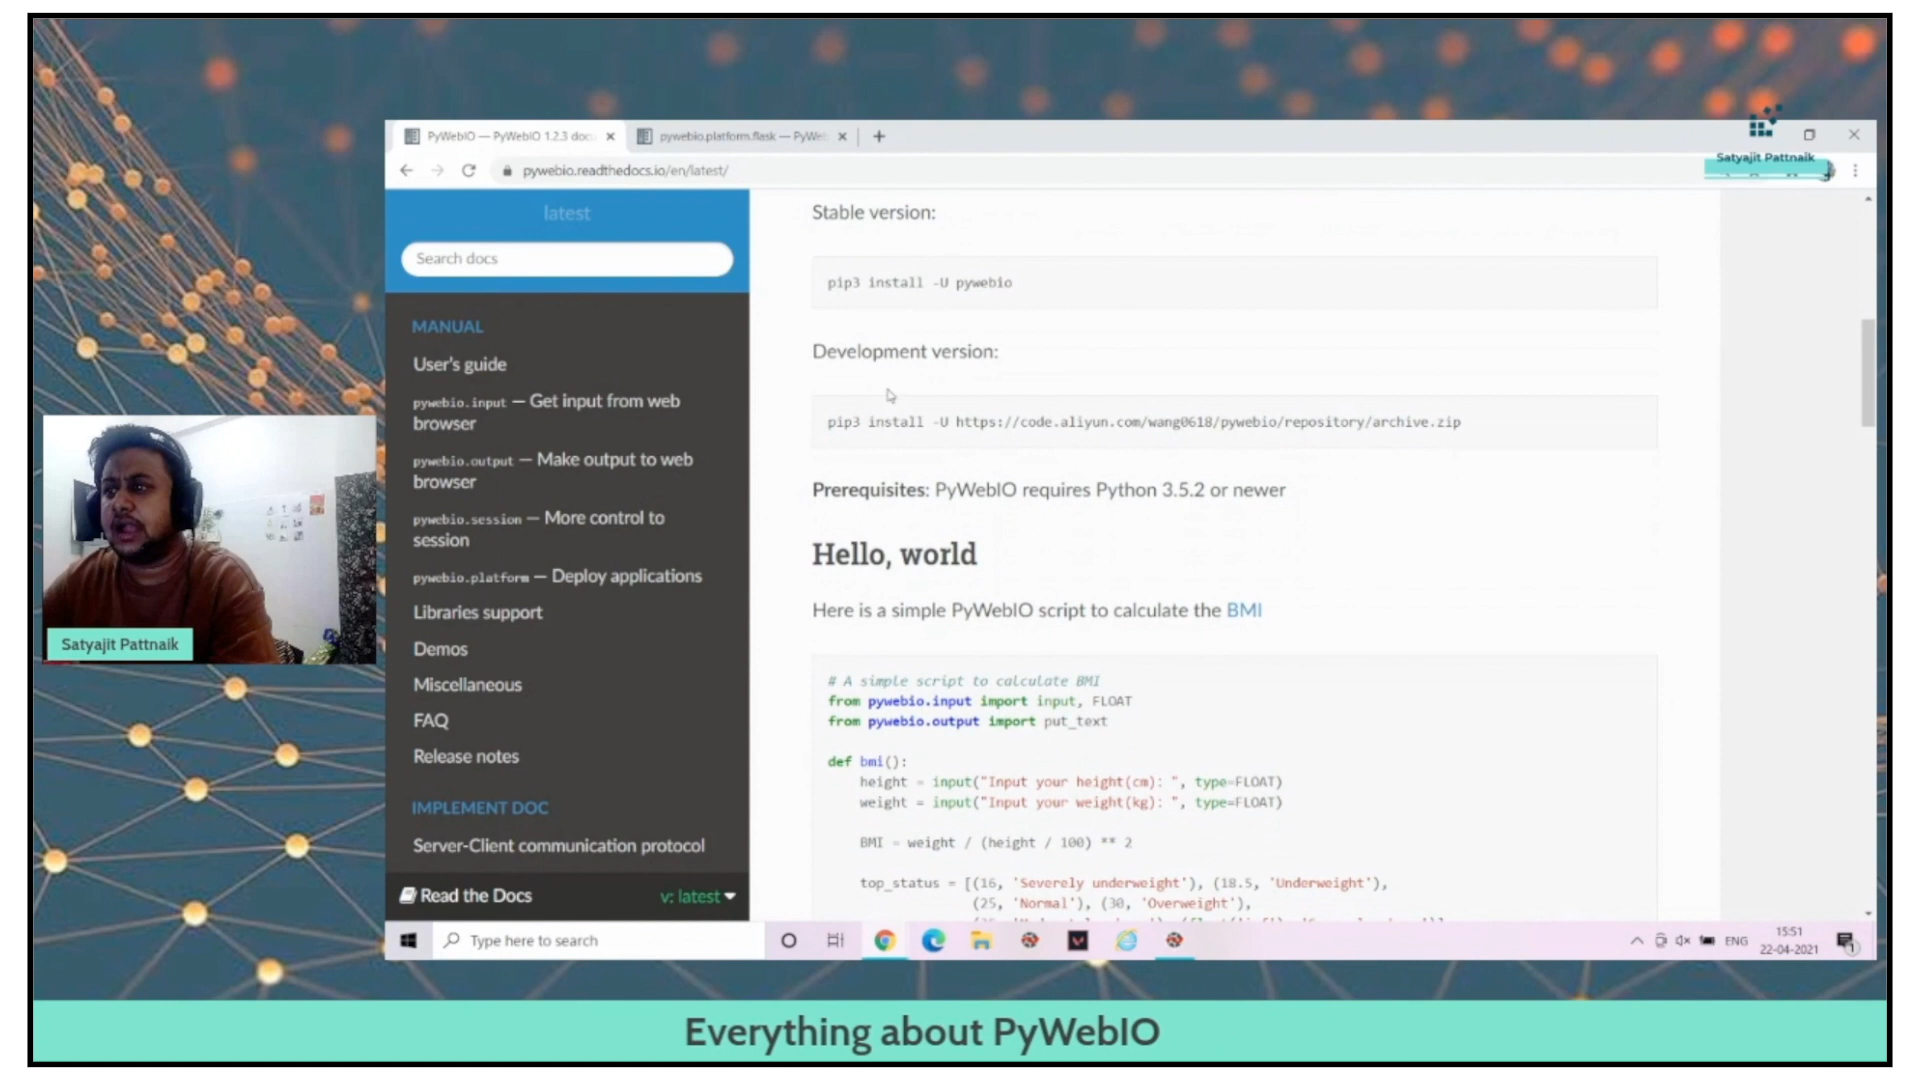 PyWebIO — PyWebIO 1.2.3 docu
pywebio.platform.flask — PyWeb
Satyajit Pattnaik
pywebio.readthedocs.io/en/latest/
latest
Search docs
MANUAL
User's guide
pywebio.input — Get input from web
browser
pywebio.output — Make output to web
browser
pywebio.session — More control to
session
pywebio.platform — Deploy applications
Libraries support
Demos
Miscellaneous
FAQ
Release notes
IMPLEMENT DOC
Server-Client communication protocol
Read the Docs
v: latest
Stable version:
pip3 install -U pywebio
Development version:
pip3 install -U https://code.aliyun.com/wang0618/pywebio/repository/archive.zip
Prerequisites: PyWebIO requires Python 3.5.2 or newer
Hello, world
Here is a simple PyWebIO script to calculate the BMI
# A simple script to calculate BMI
from pywebio.input import input, FLOAT
from pywebio.output import put_text
def bmi():
height = input("Input your height(cm): ", type=FLOAT)
weight = input("Input your weight(kg): ", type=FLOAT)
BMI = weight / (height / 100) ** 2
top_status = [(16, 'Severely underweight'), (18.5, 'Underweight'),
(25, 'Normal'), (30, 'Overweight'),
Satyajit Pattnaik
Type here to search
ENG
15:51
22-04-2021
1
Everything about PyWebIO